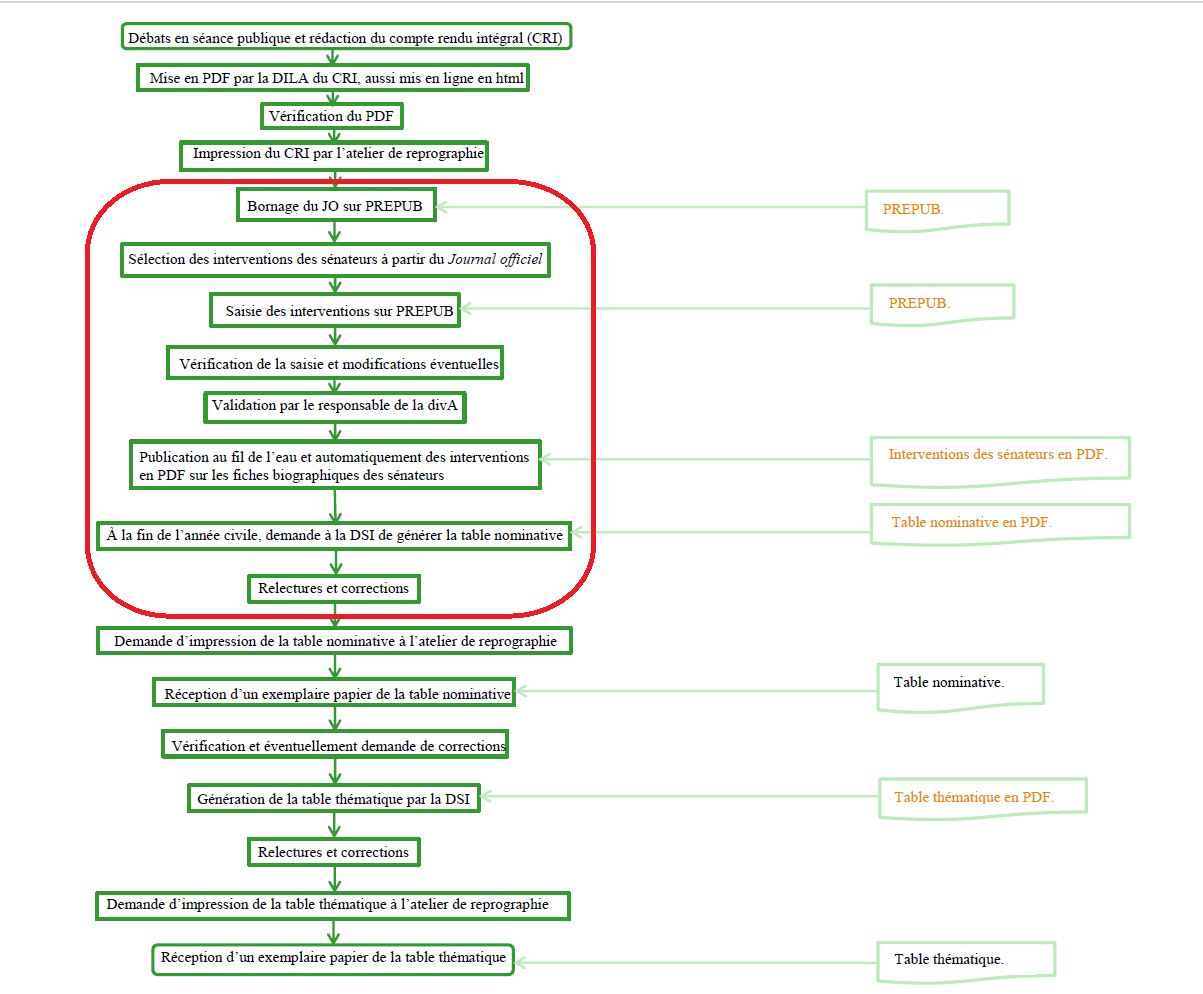 Débats en séance publique et rédaction du compte rendu intégral (CRI)
Mise en PDF par la DILA du CRI, aussi mis en ligne en html
Vérification du PDF
Impression du CRI par l’atelier de reprographie
Bornage du JO sur PREPUB
PREPUB.
Sélection des interventions des sénateurs à partir du Journal officiel
Saisie des interventions sur PREPUB
PREPUB.
Vérification de la saisie et modifications éventuelles
Validation par le responsable de la divA
Publication au fil de l’eau et automatiquement des interventions
en PDF sur les fiches biographiques des sénateurs
Interventions des sénateurs en PDF.
À la fin de l’année civile, demande à la DSI de générer la table nominative
Table nominative en PDF.
Relectures et corrections
Demande d’impression de la table nominative à l’atelier de reprographie
Réception d’un exemplaire papier de la table nominative
Table nominative.
Vérification et éventuellement demande de corrections
Génération de la table thématique par la DSI
Table thématique en PDF.
Relectures et corrections
Demande d’impression de la table thématique à l’atelier de reprographie
Réception d’un exemplaire papier de la table thématique
Table thématique.